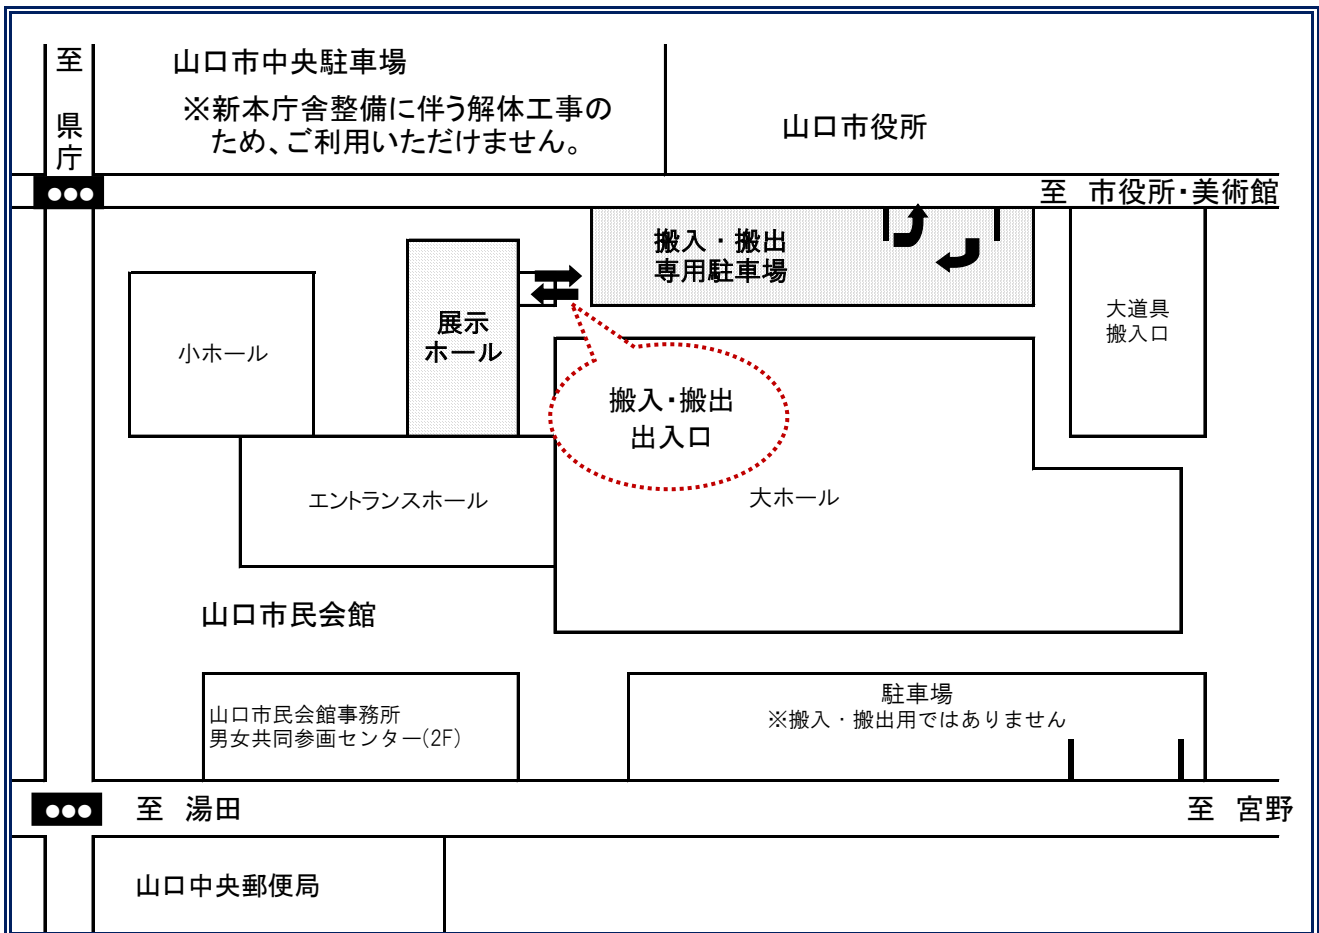 至
県
庁
山口市中央駐車場
※新本庁舎整備に伴う解体工事の
ため、ご利用いただけません。
山口市役所
至　市役所・美術館
搬入・搬出
専用駐車場
展示
ホール
小ホール
大道具
搬入口
搬入・搬出
出入口
エントランスホール
大ホール
山口市民会館
山口市民会館事務所
男女共同参画センター(2F)
駐車場
※搬入・搬出用ではありません
至　湯田
至　宮野
山口中央郵便局